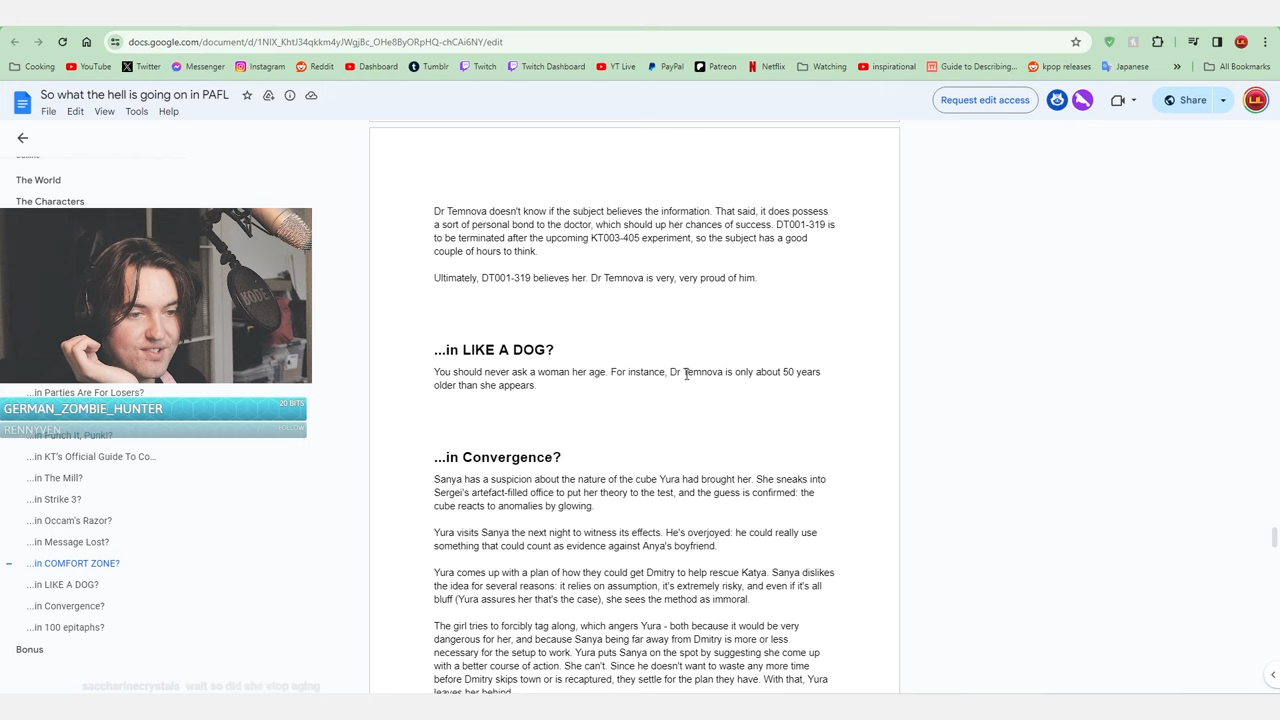 docs.google.com/document/d/1NlX_KhtJ34qkkm4yJWgjBc_OHe8ByORpHQ-chCAi6NY/edit
Cooking YouTube Twitter Messenger Instagram Reddit Dashboard Tumblr Twitch Twitch Dashboard YT Live PayPal Patreon Netflix Watching inspirational Guide to Describing... kpop releases Japanese » All Bookmarks
So what the hell is going on in PAFL
File Edit View Tools Help
Request edit access
Share
The World
The Characters
...in Parties Are For Losers?
GERMAN_ZOMBIE_HUNTER 20 BITS
RENNYVEN FOLLOW
...in Punch It, Punk!?
...in KT's Official Guide To Co...
...in The Mill?
...in Strike 3?
...in Occam's Razor?
...in Message Lost?
...in COMFORT ZONE?
...in LIKE A DOG?
...in Convergence?
...in 100 epitaphs?
Bonus
saccharinecrystals wait so did she stop aging
RODE
Dr Temnova doesn't know if the subject believes the information. That said, it does possess
a sort of personal bond to the doctor, which should up her chances of success. DT001-319 is
to be terminated after the upcoming KT003-405 experiment, so the subject has a good
couple of hours to think.
Ultimately, DT001-319 believes her. Dr Temnova is very, very proud of him.
...in LIKE A DOG?
You should never ask a woman her age. For instance, Dr Temnova is only about 50 years
older than she appears.
...in Convergence?
Sanya has a suspicion about the nature of the cube Yura had brought her. She sneaks into
Sergei's artefact-filled office to put her theory to the test, and the guess is confirmed: the
cube reacts to anomalies by glowing.
Yura visits Sanya the next night to witness its effects. He's overjoyed: he could really use
something that could count as evidence against Anya's boyfriend.
Yura comes up with a plan of how they could get Dmitry to help rescue Katya. Sanya dislikes
the idea for several reasons: it relies on assumption, it's extremely risky, and even if it's all
bluff (Yura assures her that's the case), she sees the method as immoral.
The girl tries to forcibly tag along, which angers Yura - both because it would be very
dangerous for her, and because Sanya being far away from Dmitry is more or less
necessary for the setup to work. Yura puts Sanya on the spot by suggesting she come up
with a better course of action. She can't. Since he doesn't want to waste any more time
before Dmitry skips town or is recaptured, they settle for the plan they have. With that, Yura
leaves her behind.